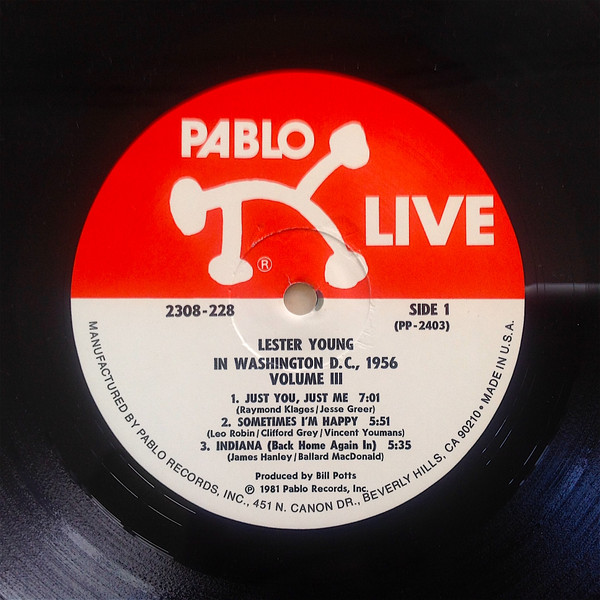 PABLO
LIVE
®
2308-228
SIDE 1
(PP-2403)
LESTER YOUNG
IN WASHINGTON D.C., 1956
VOLUME III
1. JUST YOU, JUST ME 7:01
(Raymond Klages/Jesse Greer)
2. SOMETIMES I'M HAPPY 5:51
(Leo Robin/Clifford Grey/Vincent Youmans)
3. INDIANA (Back Home Again In) 5:35
(James Hanley/Ballard MacDonald)
Produced by Bill Potts
℗ 1981 Pablo Records, Inc.
MANUFACTURED BY PABLO RECORDS, INC., 451 N. CANON DR., BEVERLY HILLS, CA 90210 • MADE IN U.S.A.